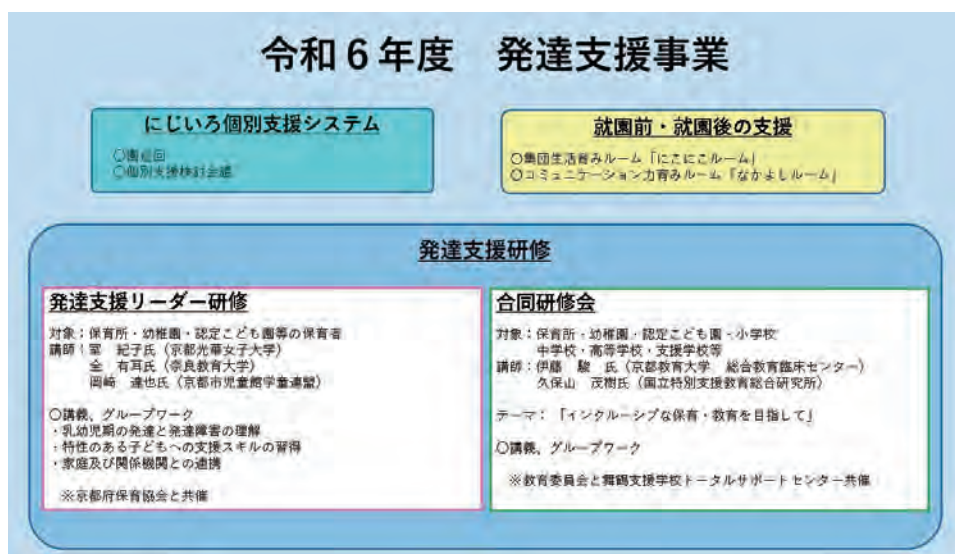 令和６年度　発達支援事業
にじいろ個別支援システム
〇園巡回
〇個別支援検討会議
就園前・就園後の支援
〇集団生活育みルーム「にこにこルーム」
〇コミュニケーション力育みルーム「なかよしルーム」
発達支援研修
発達支援リーダー研修
対象：保育所・幼稚園・認定こども園等の保育者
講師：室　紀子氏（京都光華女子大学）
全　有耳氏（奈良教育大学）
岡崎　達也氏（京都市児童館学童連盟）
〇講義、グループワーク
・乳幼児期の発達と発達障害の理解
・特性のある子どもへの支援スキルの習得
・家庭及び関係機関との連携
※京都府保育協会と共催
合同研修会
対象：保育所・幼稚園・認定こども園・小学校
中学校・高等学校・支援学校等
講師：伊藤　駿　氏（京都教育大学　総合教育臨床センター）
久保山　茂樹氏（国立特別支援教育総合研究所）
テーマ：「インクルーシブな保育・教育を目指して」
〇講義、グループワーク
※教育委員会と舞鶴支援学校トータルサポートセンター共催